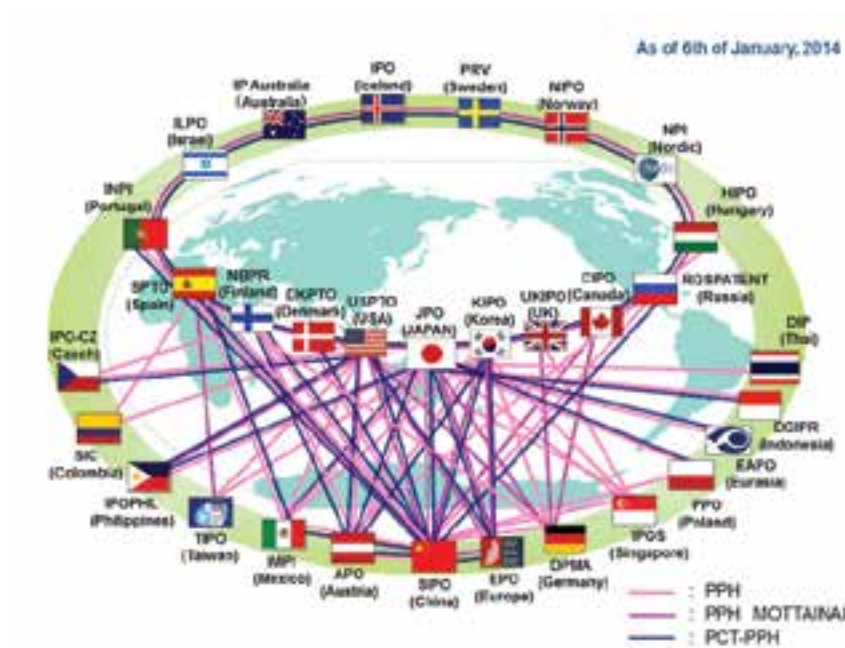 As of 6th of January, 2014
IPO
(Iceland)
PRV
(Sweden)
IP Australia
(Australia)
NIPO
(Norway)
ILPO
(Israel)
NPI
(Nordic)
INPI
(Portugal)
HIPO
(Hungary)
SPTO
(Spain)
NBPR
(Finland)
DKPTO
(Denmark)
USPTO
(USA)
JPO
(JAPAN)
KIPO
(Korea)
UKIPO
(UK)
CIPO
(Canada)
ROSPATENT
(Russia)
IPO-CZ
(Czech)
DIP
(Thai)
SIC
(Colombia)
DGIPR
(Indonesia)
IPOPHIL
(Philippines)
EAPO
(Eurasia)
TIPO
(Taiwan)
PPO
(Poland)
IMPI
(Mexico)
IPOS
(Singapore)
APO
(Austria)
SIPO
(China)
EPO
(Europe)
DPMA
(Germany)
: PPH
: PPH MOTTAINAI
: PCT-PPH